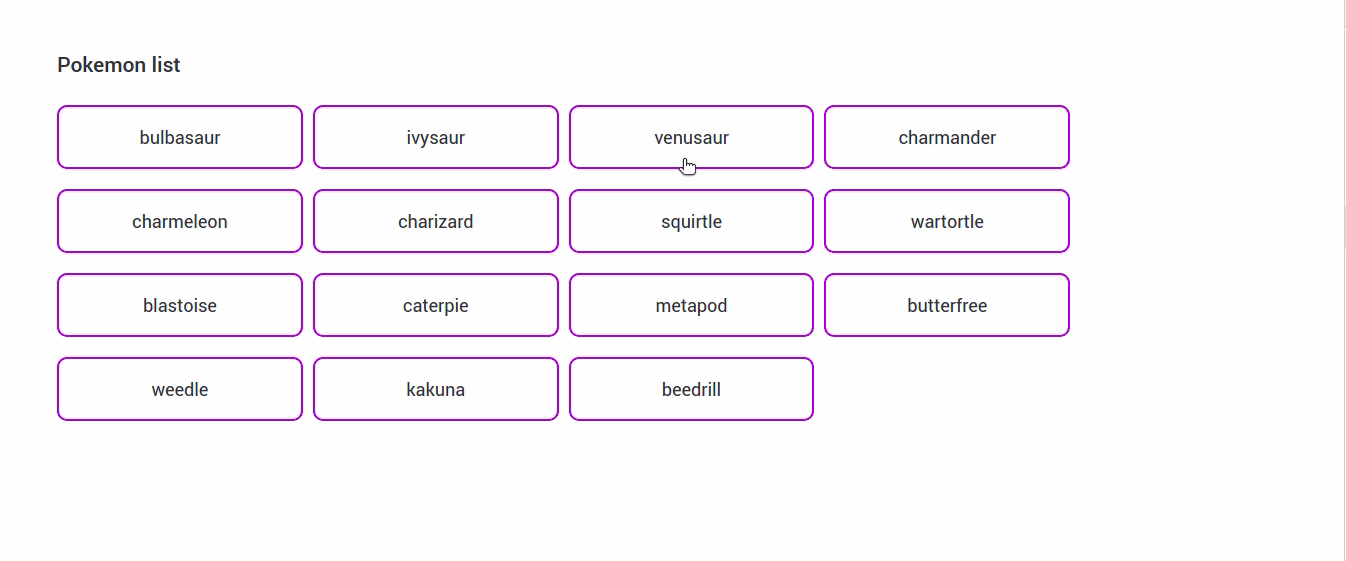 Pokemon list
bulbasaur ivysaur venusaur charmander
charmeleon charizard squirtle wartortle
blastoise caterpie metapod butterfree
weedle kakuna beedrill